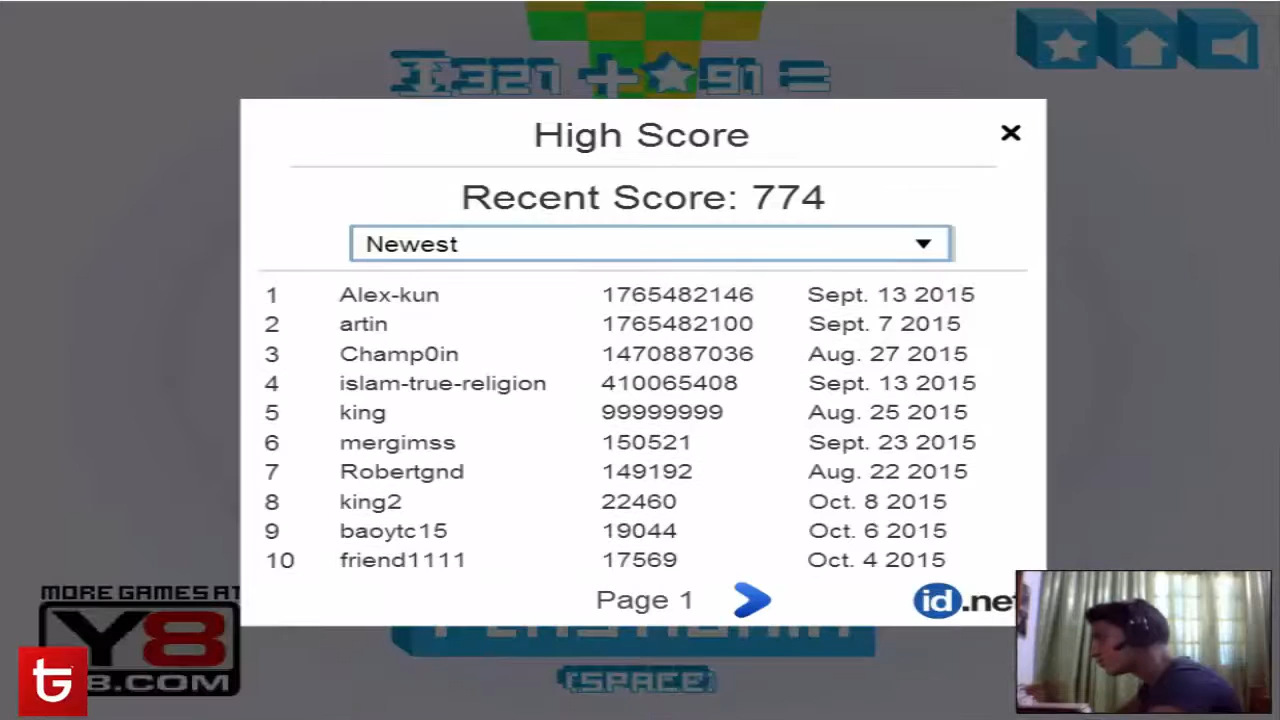 321 + 91 =
High Score
Recent Score: 774
Newest
1 Alex-kun 1765482146 Sept. 13 2015
2 artin 1765482100 Sept. 7 2015
3 Champ0in 1470887036 Aug. 27 2015
4 islam-true-religion 410065408 Sept. 13 2015
5 king 99999999 Aug. 25 2015
6 mergimss 150521 Sept. 23 2015
7 Robertgnd 149192 Aug. 22 2015
8 king2 22460 Oct. 8 2015
9 baoytc15 19044 Oct. 6 2015
10 friend1111 17569 Oct. 4 2015
Page 1
id.net
MORE GAMES AT
Y8
8.COM
tg
(SPACE)